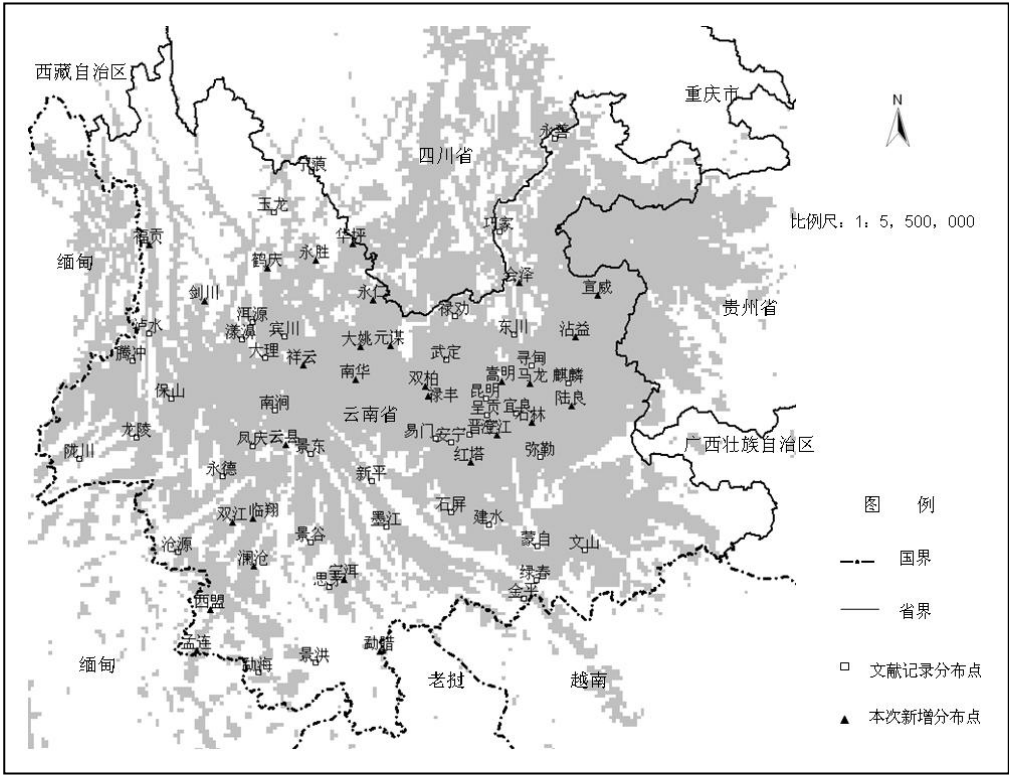 西藏自治区
重庆市
N
永善
四川省
宁蒗
玉龙
巧家
比例尺：1：5，500，000
华坪
福贡
永胜
缅甸
鹤庆
会泽
宣威
剑川
永仁
贵州省
禄劝
洱源
泸水
漾濞
宾川
大姚
元谋
东川
沾益
腾冲
大理
祥云
武定
寻甸
南华
双柏
嵩明
马龙
麒麟
保山
禄丰
昆明
陆良
南涧
云南省
呈贡
宜良
石林
龙陵
凤庆
云县
易门
安宁
晋宁
澄江
广西壮族自治区
陇川
景东
红塔
弥勒
永德
新平
双江
临翔
墨江
石屏
建水
图 例
沧源
景谷
蒙自
文山
澜沧
国界
思茅
宁洱
绿春
西盟
金平
省界
孟连
勐腊
缅甸
勐海
景洪
老挝
越南
文献记录分布点
本次新增分布点